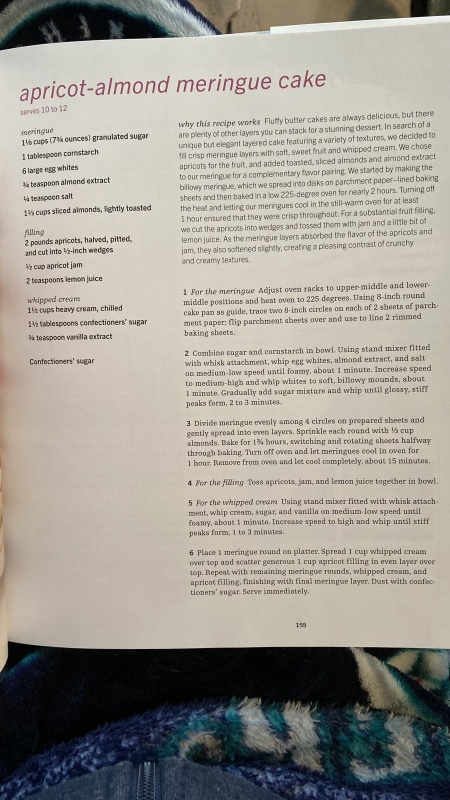 apricot-almond meringue cake
serves 10 to 12
meringue
1⅛ cups (7¾ ounces) granulated sugar
1 tablespoon cornstarch
6 large egg whites
¾ teaspoon almond extract
¼ teaspoon salt
1⅓ cups sliced almonds, lightly toasted
filling
2 pounds apricots, halved, pitted,
and cut into ½-inch wedges
½ cup apricot jam
2 teaspoons lemon juice
whipped cream
1½ cups heavy cream, chilled
1½ tablespoons confectioners' sugar
¾ teaspoon vanilla extract
Confectioners' sugar
why this recipe works Fluffy butter cakes are always delicious, but there
are plenty of other layers you can stack for a stunning dessert. In search of a
unique but elegant layered cake featuring a variety of textures, we decided to
fill crisp meringue layers with soft, sweet fruit and whipped cream. We chose
apricots for the fruit, and added toasted, sliced almonds and almond extract
to our meringue for a complementary flavor pairing. We started by making the
billowy meringue, which we spread into disks on parchment paper–lined baking
sheets and then baked in a low 225-degree oven for nearly 2 hours. Turning off
the heat and letting our meringues cool in the still-warm oven for at least
1 hour ensured that they were crisp throughout. For a substantial fruit filling,
we cut the apricots into wedges and tossed them with jam and a little bit of
lemon juice. As the meringue layers absorbed the flavor of the apricots and
jam, they also softened slightly, creating a pleasing contrast of crunchy
and creamy textures.
1 For the meringue Adjust oven racks to upper-middle and lower-
middle positions and heat oven to 225 degrees. Using 8-inch round
cake pan as guide, trace two 8-inch circles on each of 2 sheets of parch-
ment paper; flip parchment sheets over and use to line 2 rimmed
baking sheets.
2 Combine sugar and cornstarch in bowl. Using stand mixer fitted
with whisk attachment, whip egg whites, almond extract, and salt
on medium-low speed until foamy, about 1 minute. Increase speed
to medium-high and whip whites to soft, billowy mounds, about
1 minute. Gradually add sugar mixture and whip until glossy, stiff
peaks form, 2 to 3 minutes.
3 Divide meringue evenly among 4 circles on prepared sheets and
gently spread into even layers. Sprinkle each round with ⅓ cup
almonds. Bake for 1¾ hours, switching and rotating sheets halfway
through baking. Turn off oven and let meringues cool in oven for
1 hour. Remove from oven and let cool completely, about 15 minutes.
4 For the filling Toss apricots, jam, and lemon juice together in bowl.
5 For the whipped cream Using stand mixer fitted with whisk attach-
ment, whip cream, sugar, and vanilla on medium-low speed until
foamy, about 1 minute. Increase speed to high and whip until stiff
peaks form, 1 to 3 minutes.
6 Place 1 meringue round on platter. Spread 1 cup whipped cream
over top and scatter generous 1 cup apricot filling in even layer over
top. Repeat with remaining meringue rounds, whipped cream, and
apricot filling, finishing with final meringue layer. Dust with confec-
tioners' sugar. Serve immediately.
155